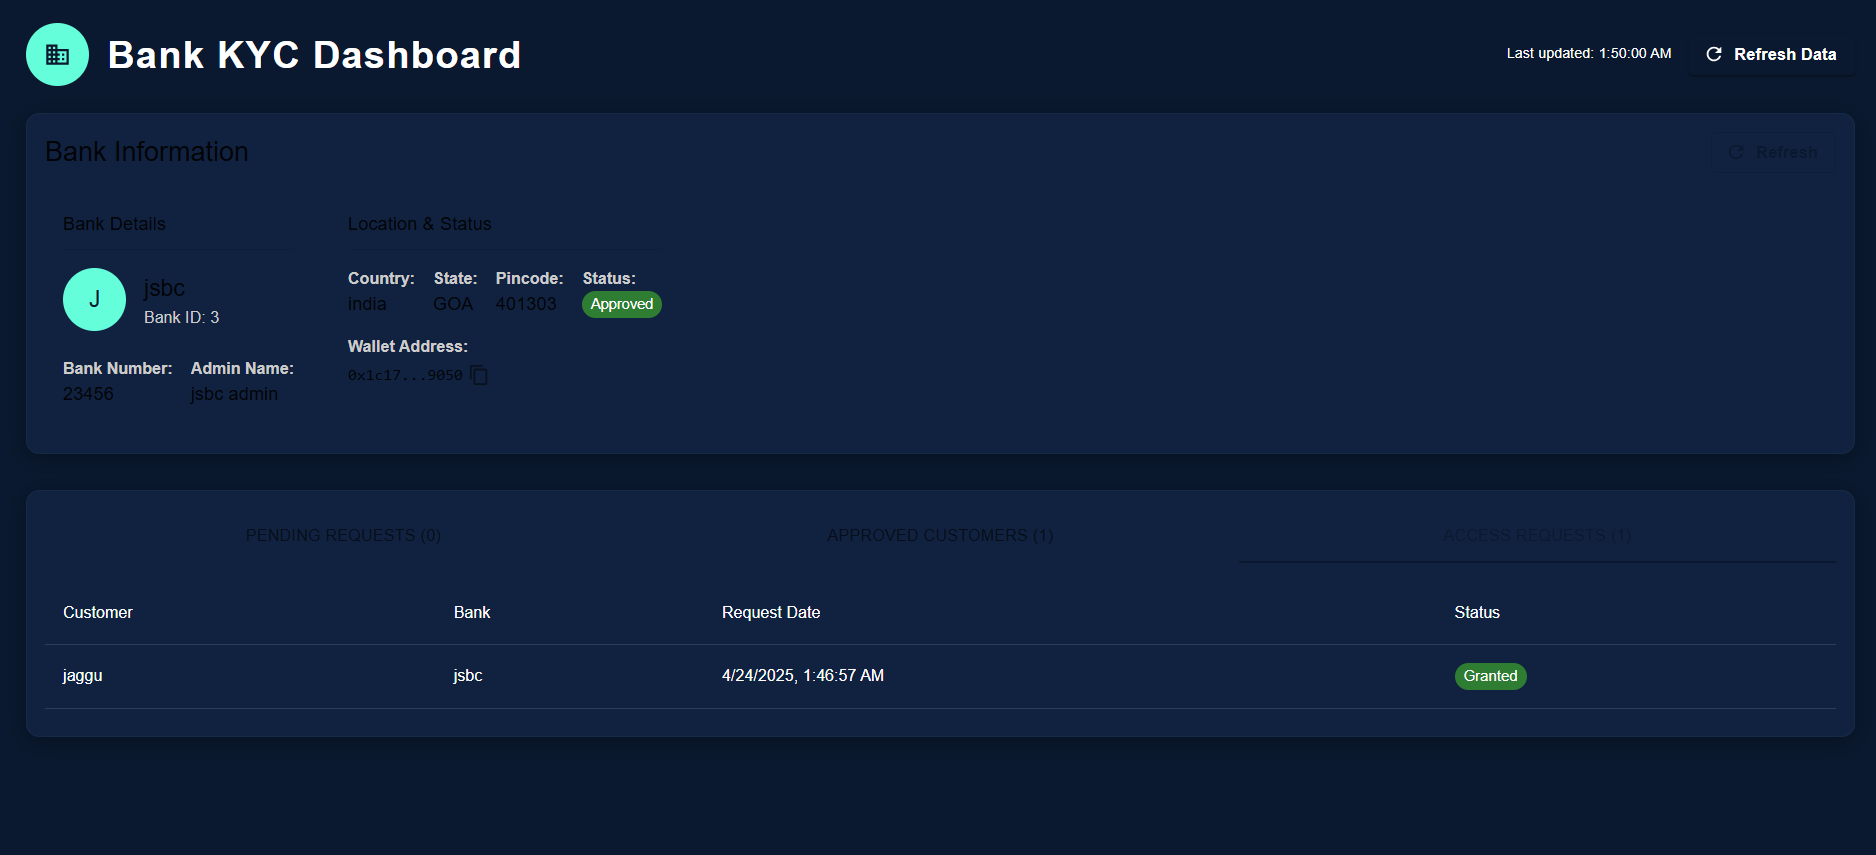 Bank KYC Dashboard
Last updated: 1:50:00 AM
Refresh Data
Bank Information
Refresh
Bank Details
J
jsbc
Bank ID: 3
Bank Number: Admin Name:
23456 jsbc admin
Location & Status
Country: State: Pincode: Status:
india GOA 401303 Approved
Wallet Address:
0x1c17...9050
PENDING REQUESTS (0) APPROVED CUSTOMERS (1) ACCESS REQUESTS (1)
Customer Bank Request Date Status
jaggu jsbc 4/24/2025, 1:46:57 AM Granted